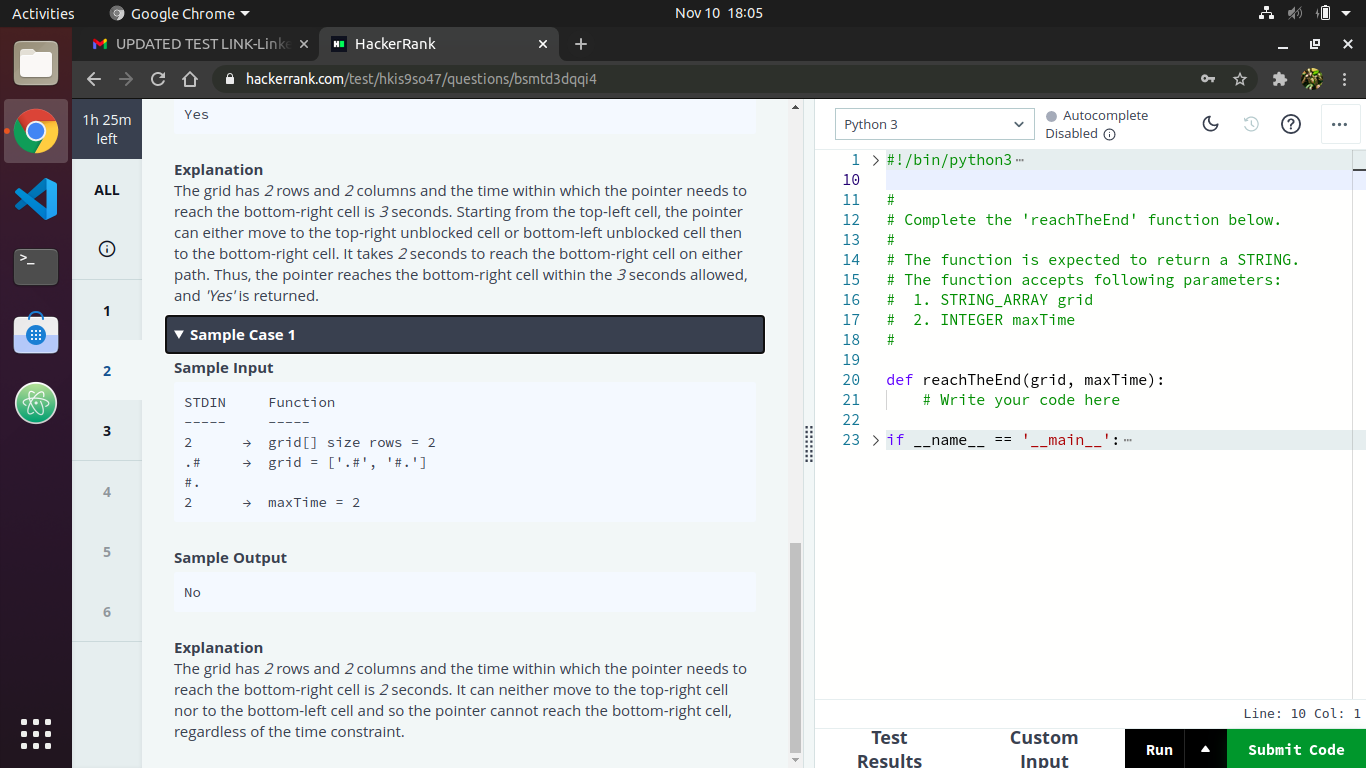 Activities
Google Chrome
Nov 10 18:05
UPDATED TEST LINK-Linke
HackerRank
hackerrank.com/test/hkis9so47/questions/bsmtd3dqqi4
1h 25m
left
ALL
1
2
3
4
5
6
Yes
Explanation
The grid has 2 rows and 2 columns and the time within which the pointer needs to
reach the bottom-right cell is 3 seconds. Starting from the top-left cell, the pointer
can either move to the top-right unblocked cell or bottom-left unblocked cell then
to the bottom-right cell. It takes 2 seconds to reach the bottom-right cell on either
path. Thus, the pointer reaches the bottom-right cell within the 3 seconds allowed,
and 'Yes' is returned.
▼ Sample Case 1
Sample Input
STDIN Function
----- -----
2 → grid[] size rows = 2
.# → grid = ['.#', '#.']
#.
2 → maxTime = 2
Sample Output
No
Explanation
The grid has 2 rows and 2 columns and the time within which the pointer needs to
reach the bottom-right cell is 2 seconds. It can neither move to the top-right cell
nor to the bottom-left cell and so the pointer cannot reach the bottom-right cell,
regardless of the time constraint.
Python 3
Autocomplete
Disabled
1 #!/bin/python3
10
11 #
12 # Complete the 'reachTheEnd' function below.
13 #
14 # The function is expected to return a STRING.
15 # The function accepts following parameters:
16 #  1. STRING_ARRAY grid
17 #  2. INTEGER maxTime
18 #
19
20 def reachTheEnd(grid, maxTime):
21     # Write your code here
22
23 if __name__ == '__main__':
Line: 10 Col: 1
Test
Results
Custom
Input
Run
Submit Code